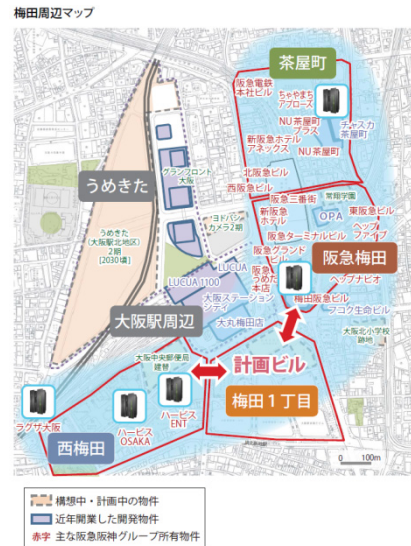 梅田周辺マップ
茶屋町
阪急電鉄
本社ビル
ちゃやまち
アプローズ
NU 茶屋町
プラス
チャスカ
茶屋町
新阪急ホテル
アネックス
NU 茶屋町
グランフロント
大阪
北阪急ビル
西阪急ビル
うめきた
阪急三番街
常翔学園
うめきた
(大阪駅北地区)
2期
[2030頃]
ヨドバシ
カメラ2期
新阪急
ホテル
OPA
東阪急ビル
阪急ターミナルビル
ヘップ
ファイブ
阪急グランド
ビル
阪急梅田
LUCUA
LUCUA 1100
阪急
うめだ
本店
ヘップナビオ
大阪ステーション
シティ
梅田阪急ビル
フコク生命ビル
大阪駅周辺
大丸梅田店
大阪北小学校
跡地
大阪中央郵便局
建替
計画ビル
ハービス
ENT
梅田1丁目
ラグザ大阪
ハービス
OSAKA
西梅田
0 100m
構想中・計画中の物件
近年開業した開発物件
赤字 主な阪急阪神グループ所有物件